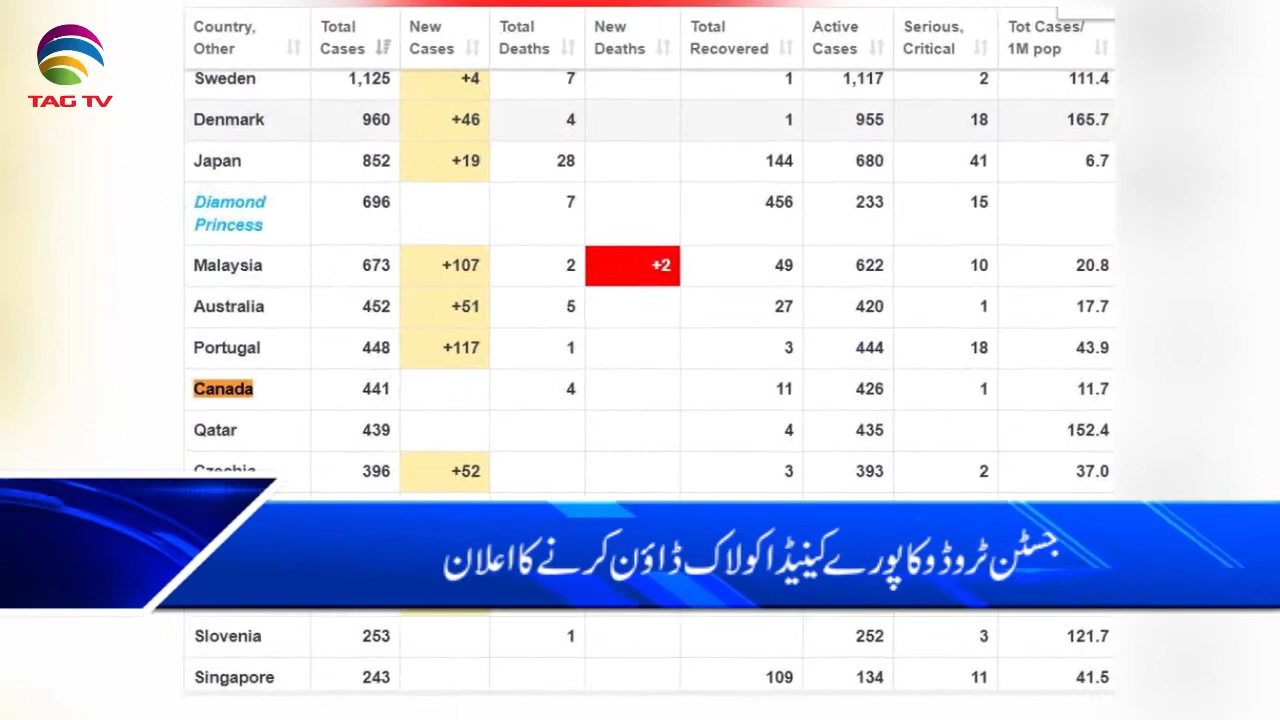 TAG TV
Country, Other Total Cases New Cases Total Deaths New Deaths Total Recovered Active Cases Serious, Critical Tot Cases/ 1M pop
Sweden 1,125 +4 7 1 1,117 2 111.4
Denmark 960 +46 4 1 955 18 165.7
Japan 852 +19 28 144 680 41 6.7
Diamond Princess 696 7 456 233 15
Malaysia 673 +107 2 +2 49 622 10 20.8
Australia 452 +51 5 27 420 1 17.7
Portugal 448 +117 1 3 444 18 43.9
Canada 441 4 11 426 1 11.7
Qatar 439 4 435 152.4
Czechia 396 +52 3 393 2 37.0
جسٹن ٹروڈو کا پورے کینیڈا کو لاک ڈاؤن کرنے کا اعلان
Slovenia 253 1 252 3 121.7
Singapore 243 109 134 11 41.5